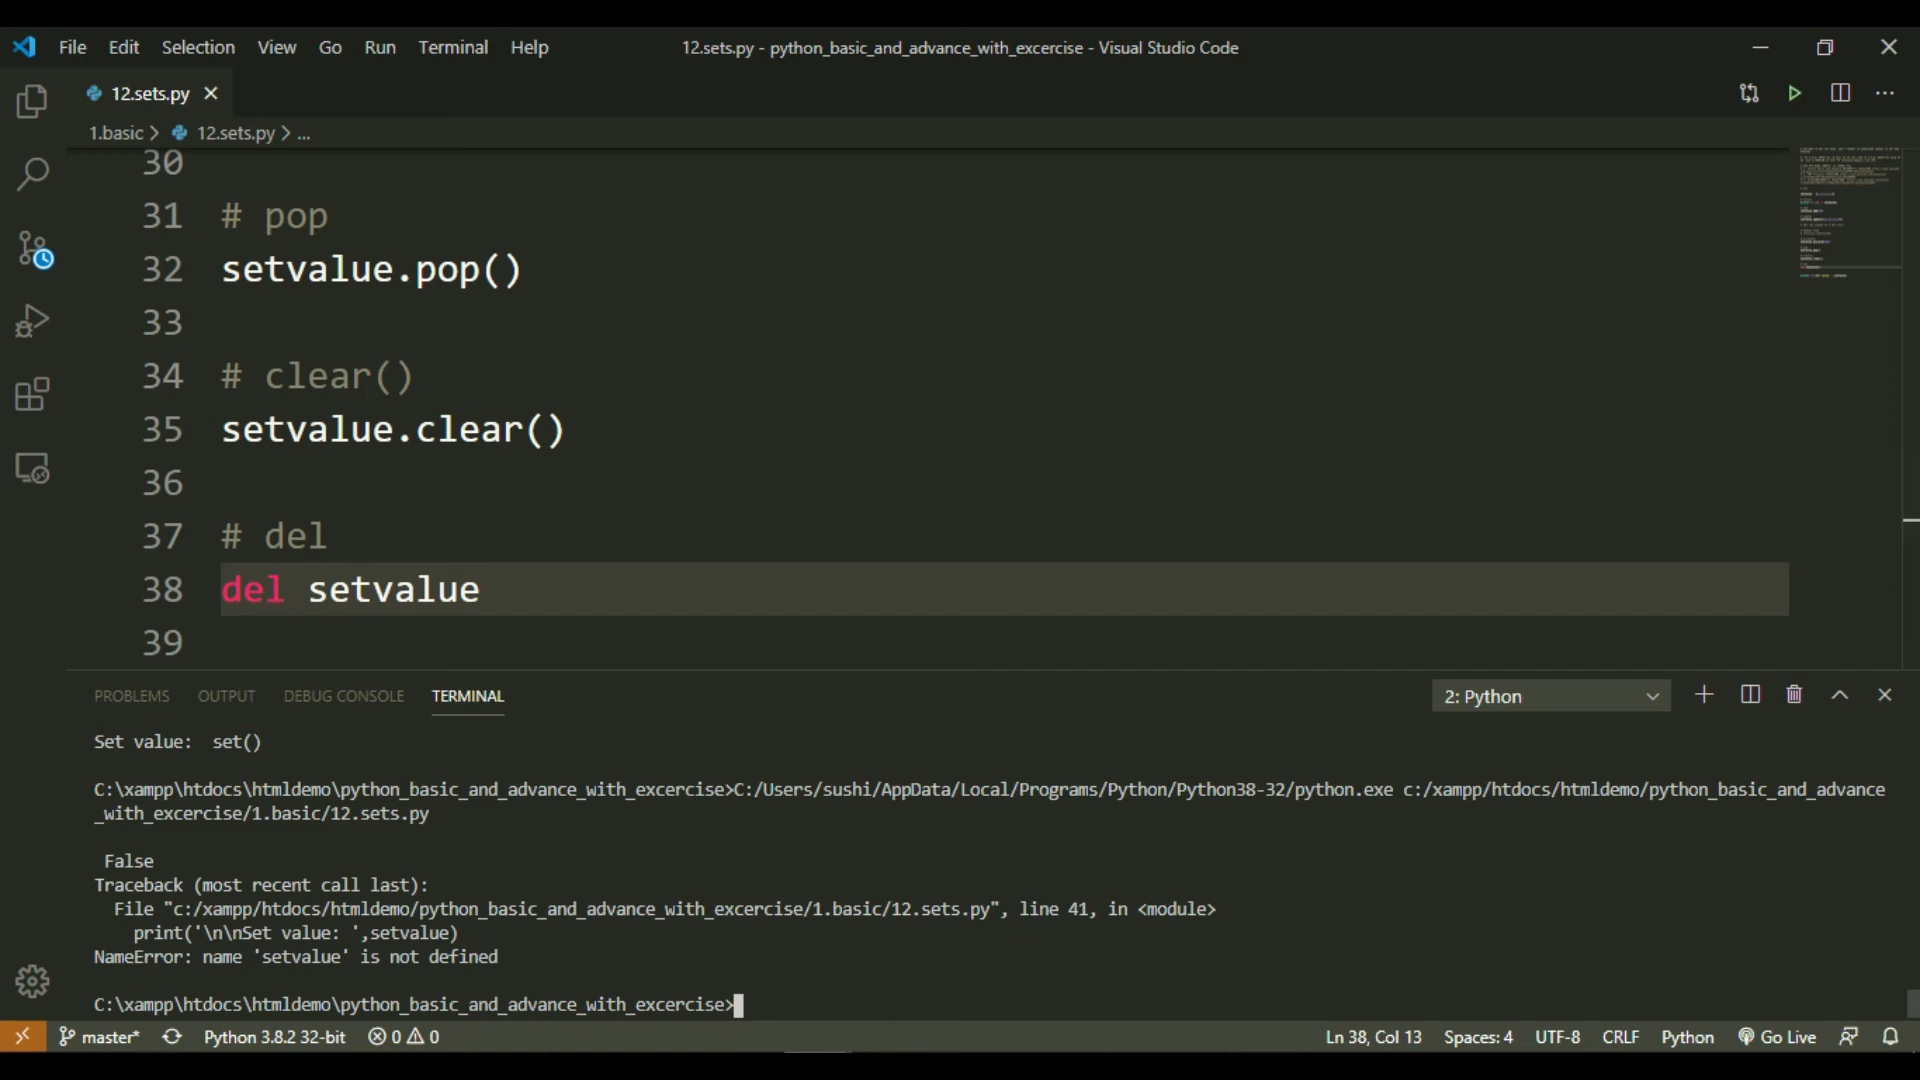 File Edit Selection View Go Run Terminal Help
12.sets.py - python_basic_and_advance_with_excercise - Visual Studio Code
12.sets.py
1.basic > 12.sets.py > ...
30
31 # pop
32 setvalue.pop()
33
34 # clear()
35 setvalue.clear()
36
37 # del
38 del setvalue
39
PROBLEMS OUTPUT DEBUG CONSOLE TERMINAL
2: Python
Set value:  set()
C:\xampp\htdocs\htmldemo\python_basic_and_advance_with_excercise>C:/Users/sushi/AppData/Local/Programs/Python/Python38-32/python.exe c:/xampp/htdocs/htmldemo/python_basic_and_advance
_with_excercise/1.basic/12.sets.py
False
Traceback (most recent call last):
File "c:/xampp/htdocs/htmldemo/python_basic_and_advance_with_excercise/1.basic/12.sets.py", line 41, in <module>
print('\n\nSet value: ',setvalue)
NameError: name 'setvalue' is not defined
C:\xampp\htdocs\htmldemo\python_basic_and_advance_with_excercise>
master* Python 3.8.2 32-bit 0 0 Ln 38, Col 13 Spaces: 4 UTF-8 CRLF Python Go Live